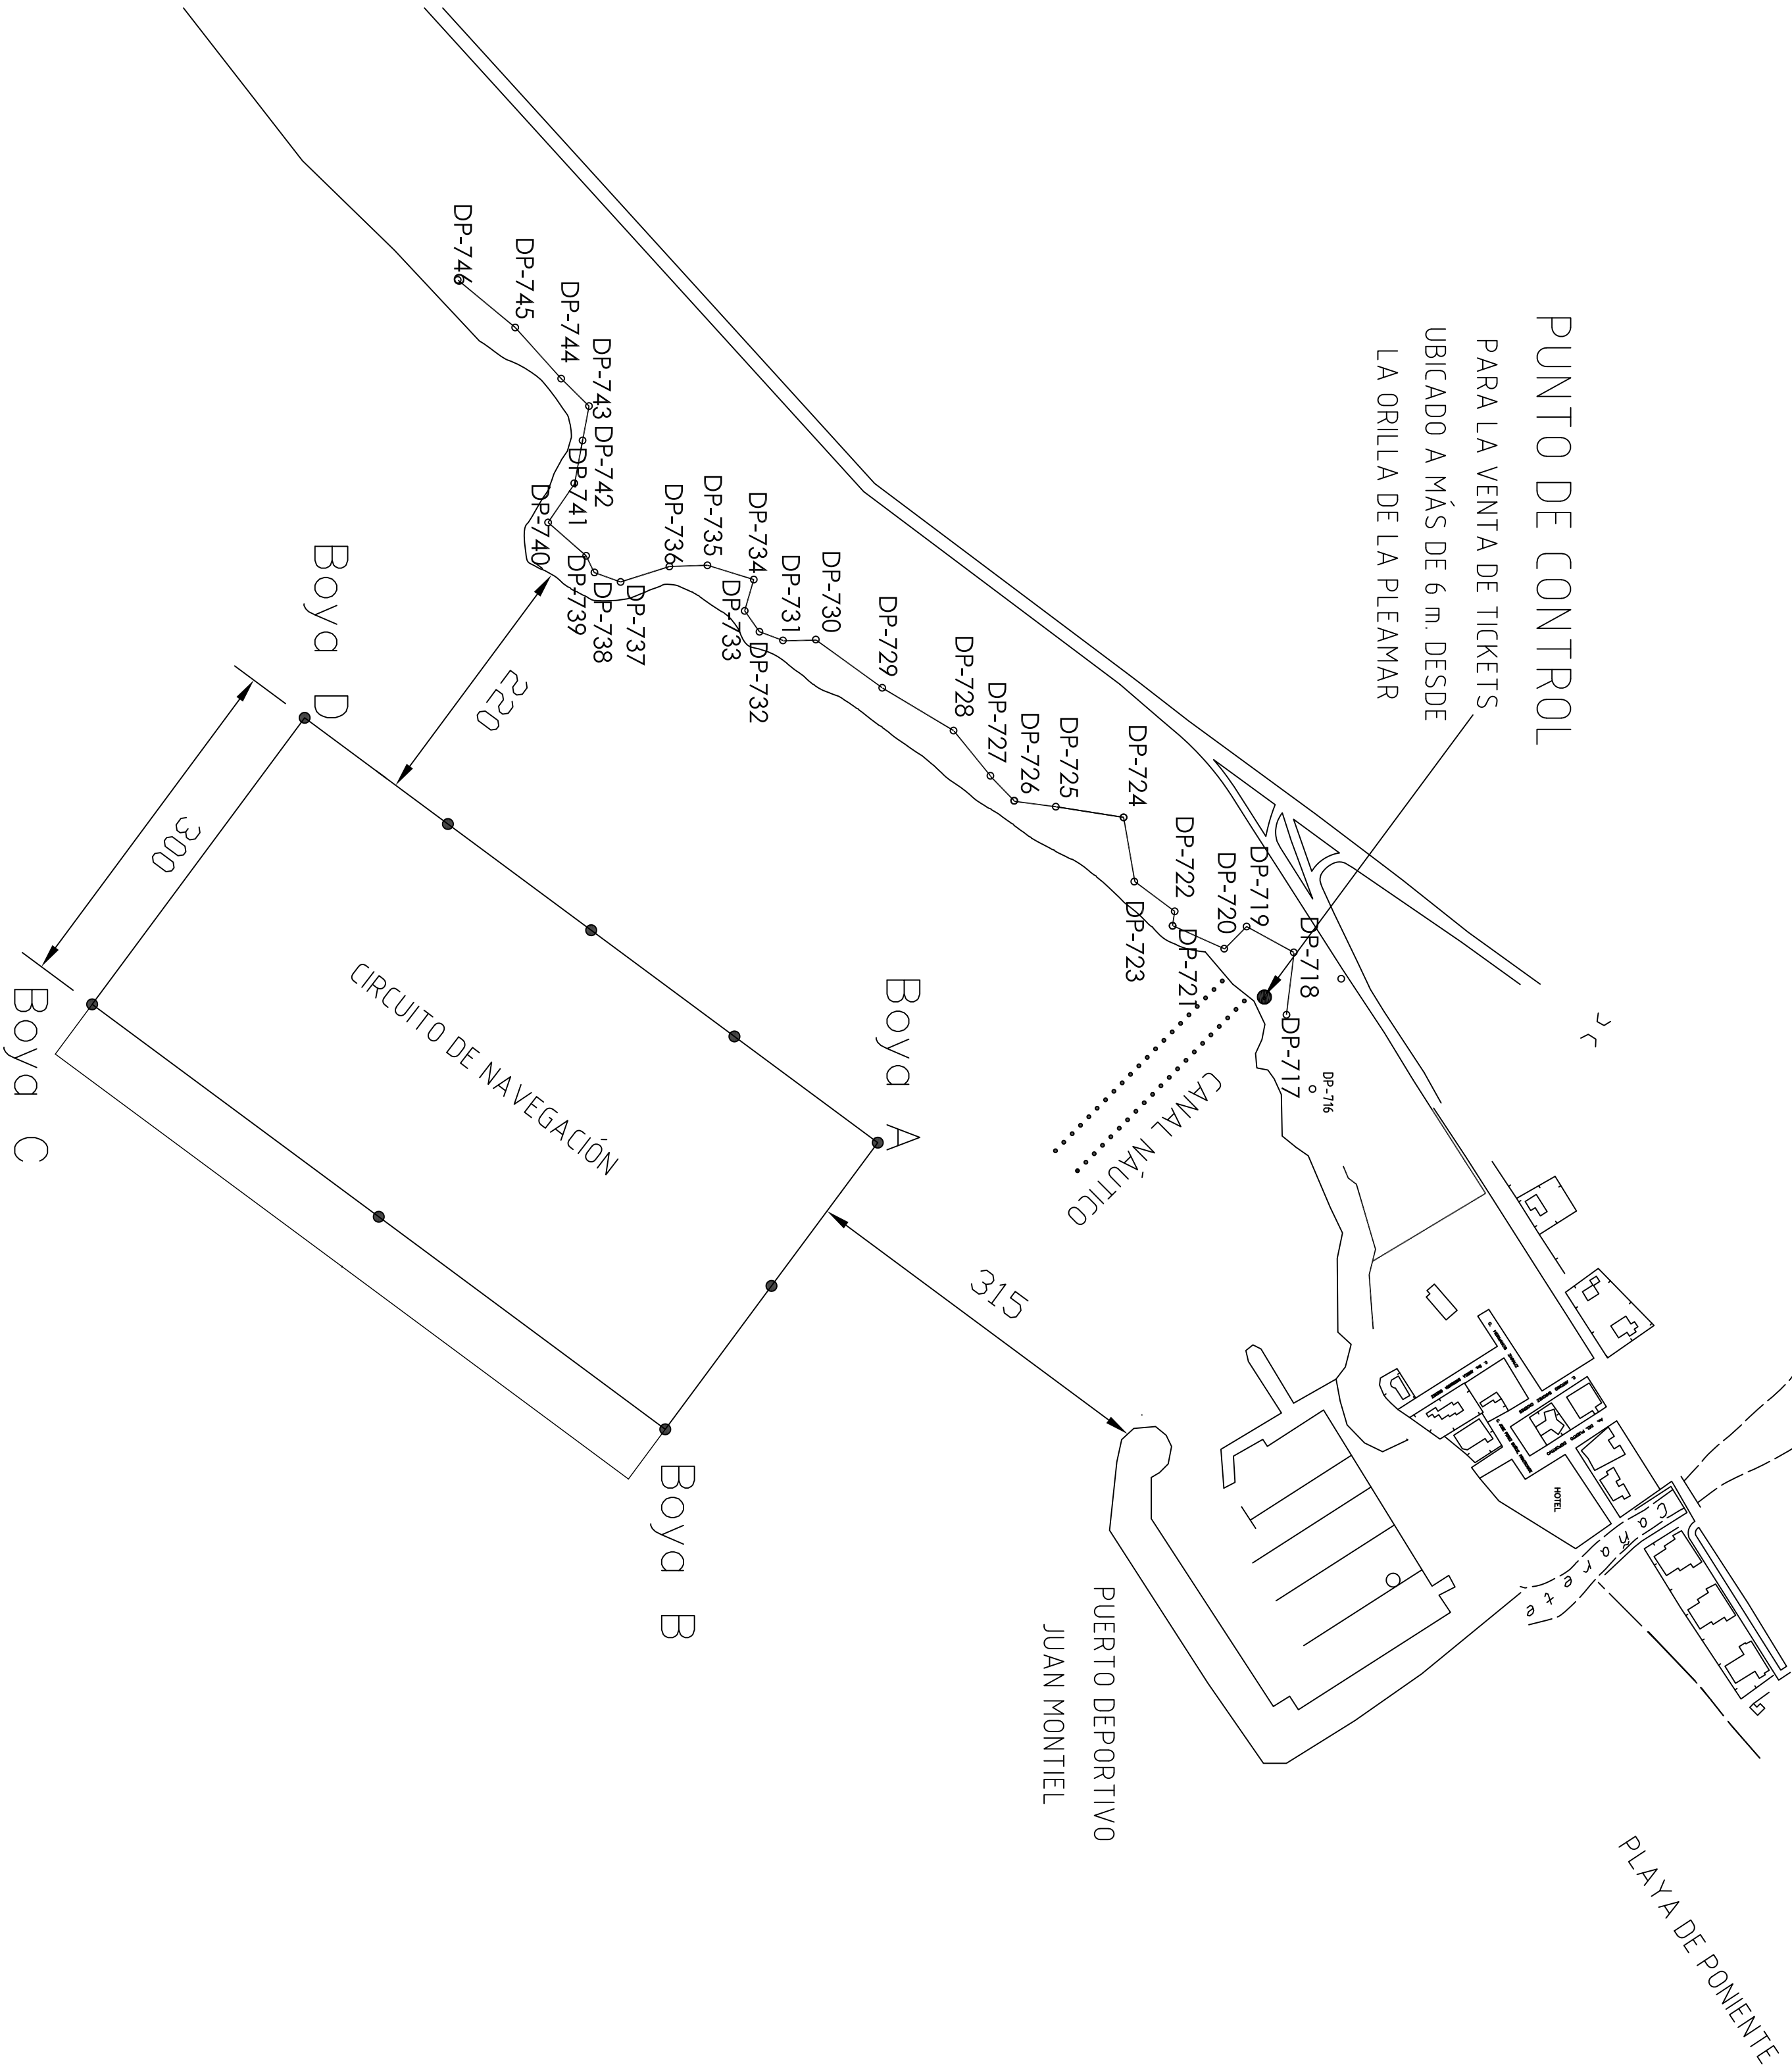 PUNTO DE CONTROL
PARA LA VENTA DE TICKETS
UBICADO A MÁS DE 6 m. DESDE
LA ORILLA DE LA PLEAMAR
DP-746
DP-745
DP-744
DP-743
DP-742
DP-741
DP-740
DP-739
DP-738
DP-737
DP-736
DP-735
DP-734
DP-733
DP-732
DP-731
DP-730
DP-729
DP-728
DP-727
DP-726
DP-725
DP-724
DP-723
DP-722
DP-721
DP-720
DP-719
DP-718
DP-717
DP-716
CANAL NÁUTICO
220
300
315
Boya D
Boya A
Boya C
Boya B
CIRCUITO DE NAVEGACIÓN
PUERTO DEPORTIVO
JUAN MONTIEL
HOTEL
Cañarete
PLAYA DE PONIENTE